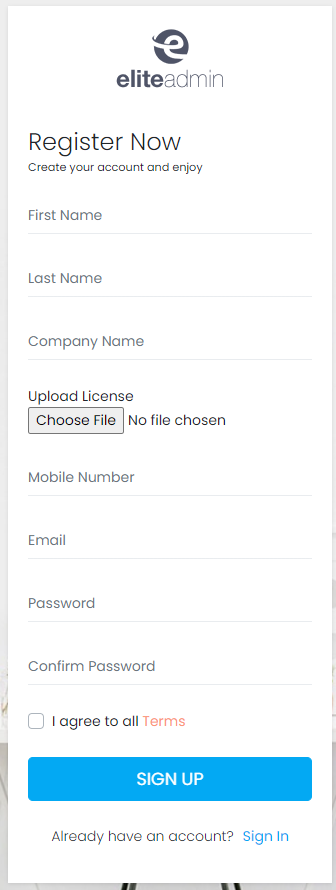 eliteadmin
Register Now
Create your account and enjoy
First Name
Last Name
Company Name
Upload License
Choose File No file chosen
Mobile Number
Email
Password
Confirm Password
I agree to all Terms
SIGN UP
Already have an account? Sign In